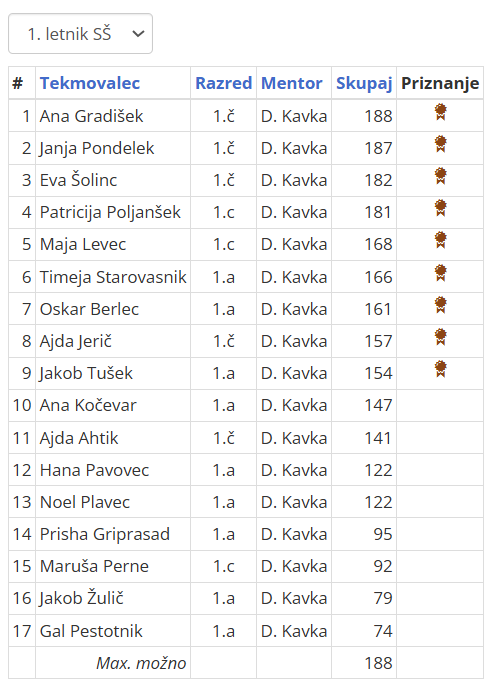 1. letnik SŠ
# Tekmovalec Razred Mentor Skupaj Priznanje
1 Ana Gradišek 1.č D. Kavka 188
2 Janja Pondelek 1.č D. Kavka 187
3 Eva Šolinc 1.č D. Kavka 182
4 Patricija Poljanšek 1.c D. Kavka 181
5 Maja Levec 1.c D. Kavka 168
6 Timeja Starovasnik 1.a D. Kavka 166
7 Oskar Berlec 1.a D. Kavka 161
8 Ajda Jerič 1.č D. Kavka 157
9 Jakob Tušek 1.a D. Kavka 154
10 Ana Kočevar 1.a D. Kavka 147
11 Ajda Ahtik 1.č D. Kavka 141
12 Hana Pavovec 1.a D. Kavka 122
13 Noel Plavec 1.a D. Kavka 122
14 Prisha Griprasad 1.a D. Kavka 95
15 Maruša Perne 1.c D. Kavka 92
16 Jakob Žulič 1.a D. Kavka 79
17 Gal Pestotnik 1.a D. Kavka 74
Max. možno 188